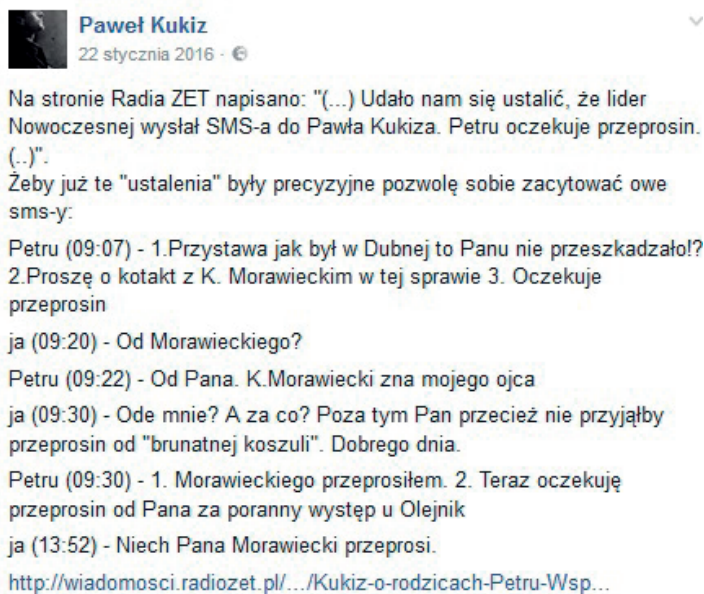 Paweł Kukiz
22 stycznia 2016 ·
Na stronie Radia ZET napisano: "(...) Udało nam się ustalić, że lider
Nowoczesnej wysłał SMS-a do Pawła Kukiza. Petru oczekuje przeprosin.
(..)".
Żeby już te "ustalenia" były precyzyjne pozwolę sobie zacytować owe
sms-y:
Petru (09:07) - 1.Przystawa jak był w Dubnej to Panu nie przeszkadzało!?
2.Proszę o kotakt z K. Morawieckim w tej sprawie 3. Oczekuje
przeprosin
ja (09:20) - Od Morawieckiego?
Petru (09:22) - Od Pana. K.Morawiecki zna mojego ojca
ja (09:30) - Ode mnie? A za co? Poza tym Pan przecież nie przyjąłby
przeprosin od "brunatnej koszuli". Dobrego dnia.
Petru (09:30) - 1. Morawieckiego przeprosiłem. 2. Teraz oczekuję
przeprosin od Pana za poranny występ u Olejnik
ja (13:52) - Niech Pana Morawiecki przeprosi.
http://wiadomosci.radiozet.pl/.../Kukiz-o-rodzicach-Petru-Wsp...